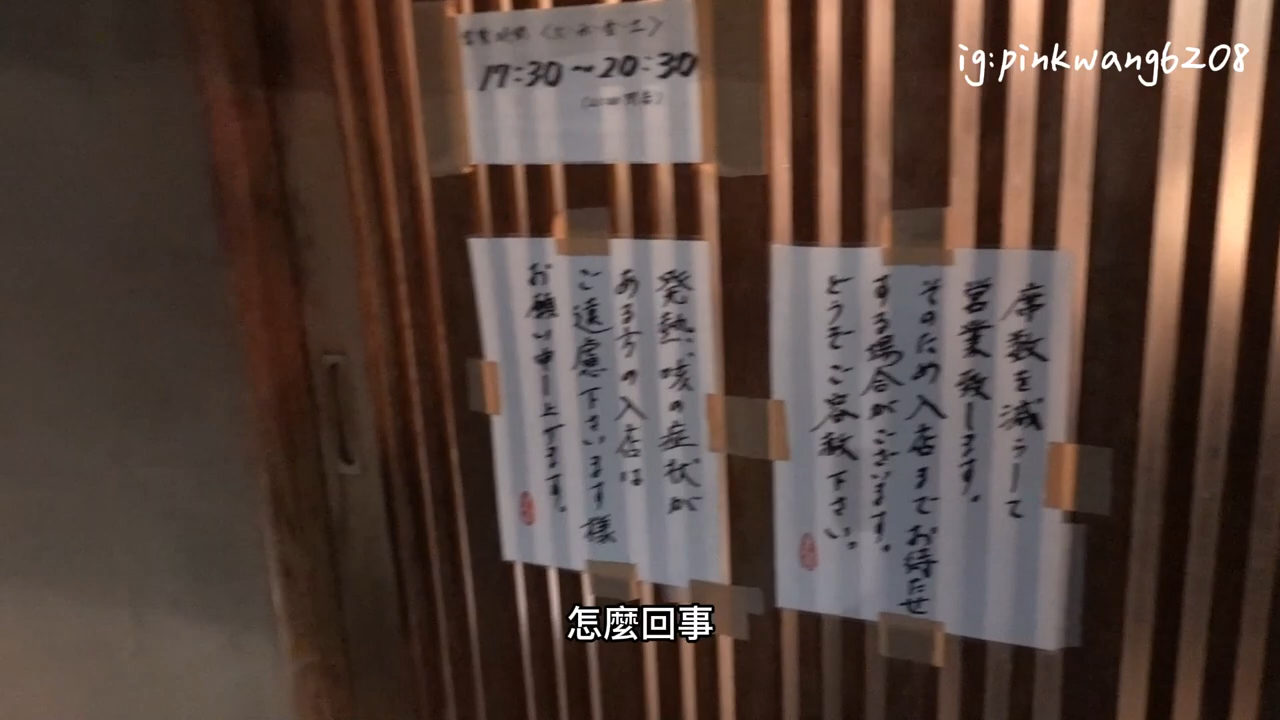 ig:pinkwang6208
営業時間
17:30~20:30
席数を減らして
営業致します。
そのため入店までお待たせ
する場合がございます。
どうぞご容赦下さい。
発熱、咳の症状が
ある方の入店は
ご遠慮下さいます様
お願い申し上げます。
怎麼回事